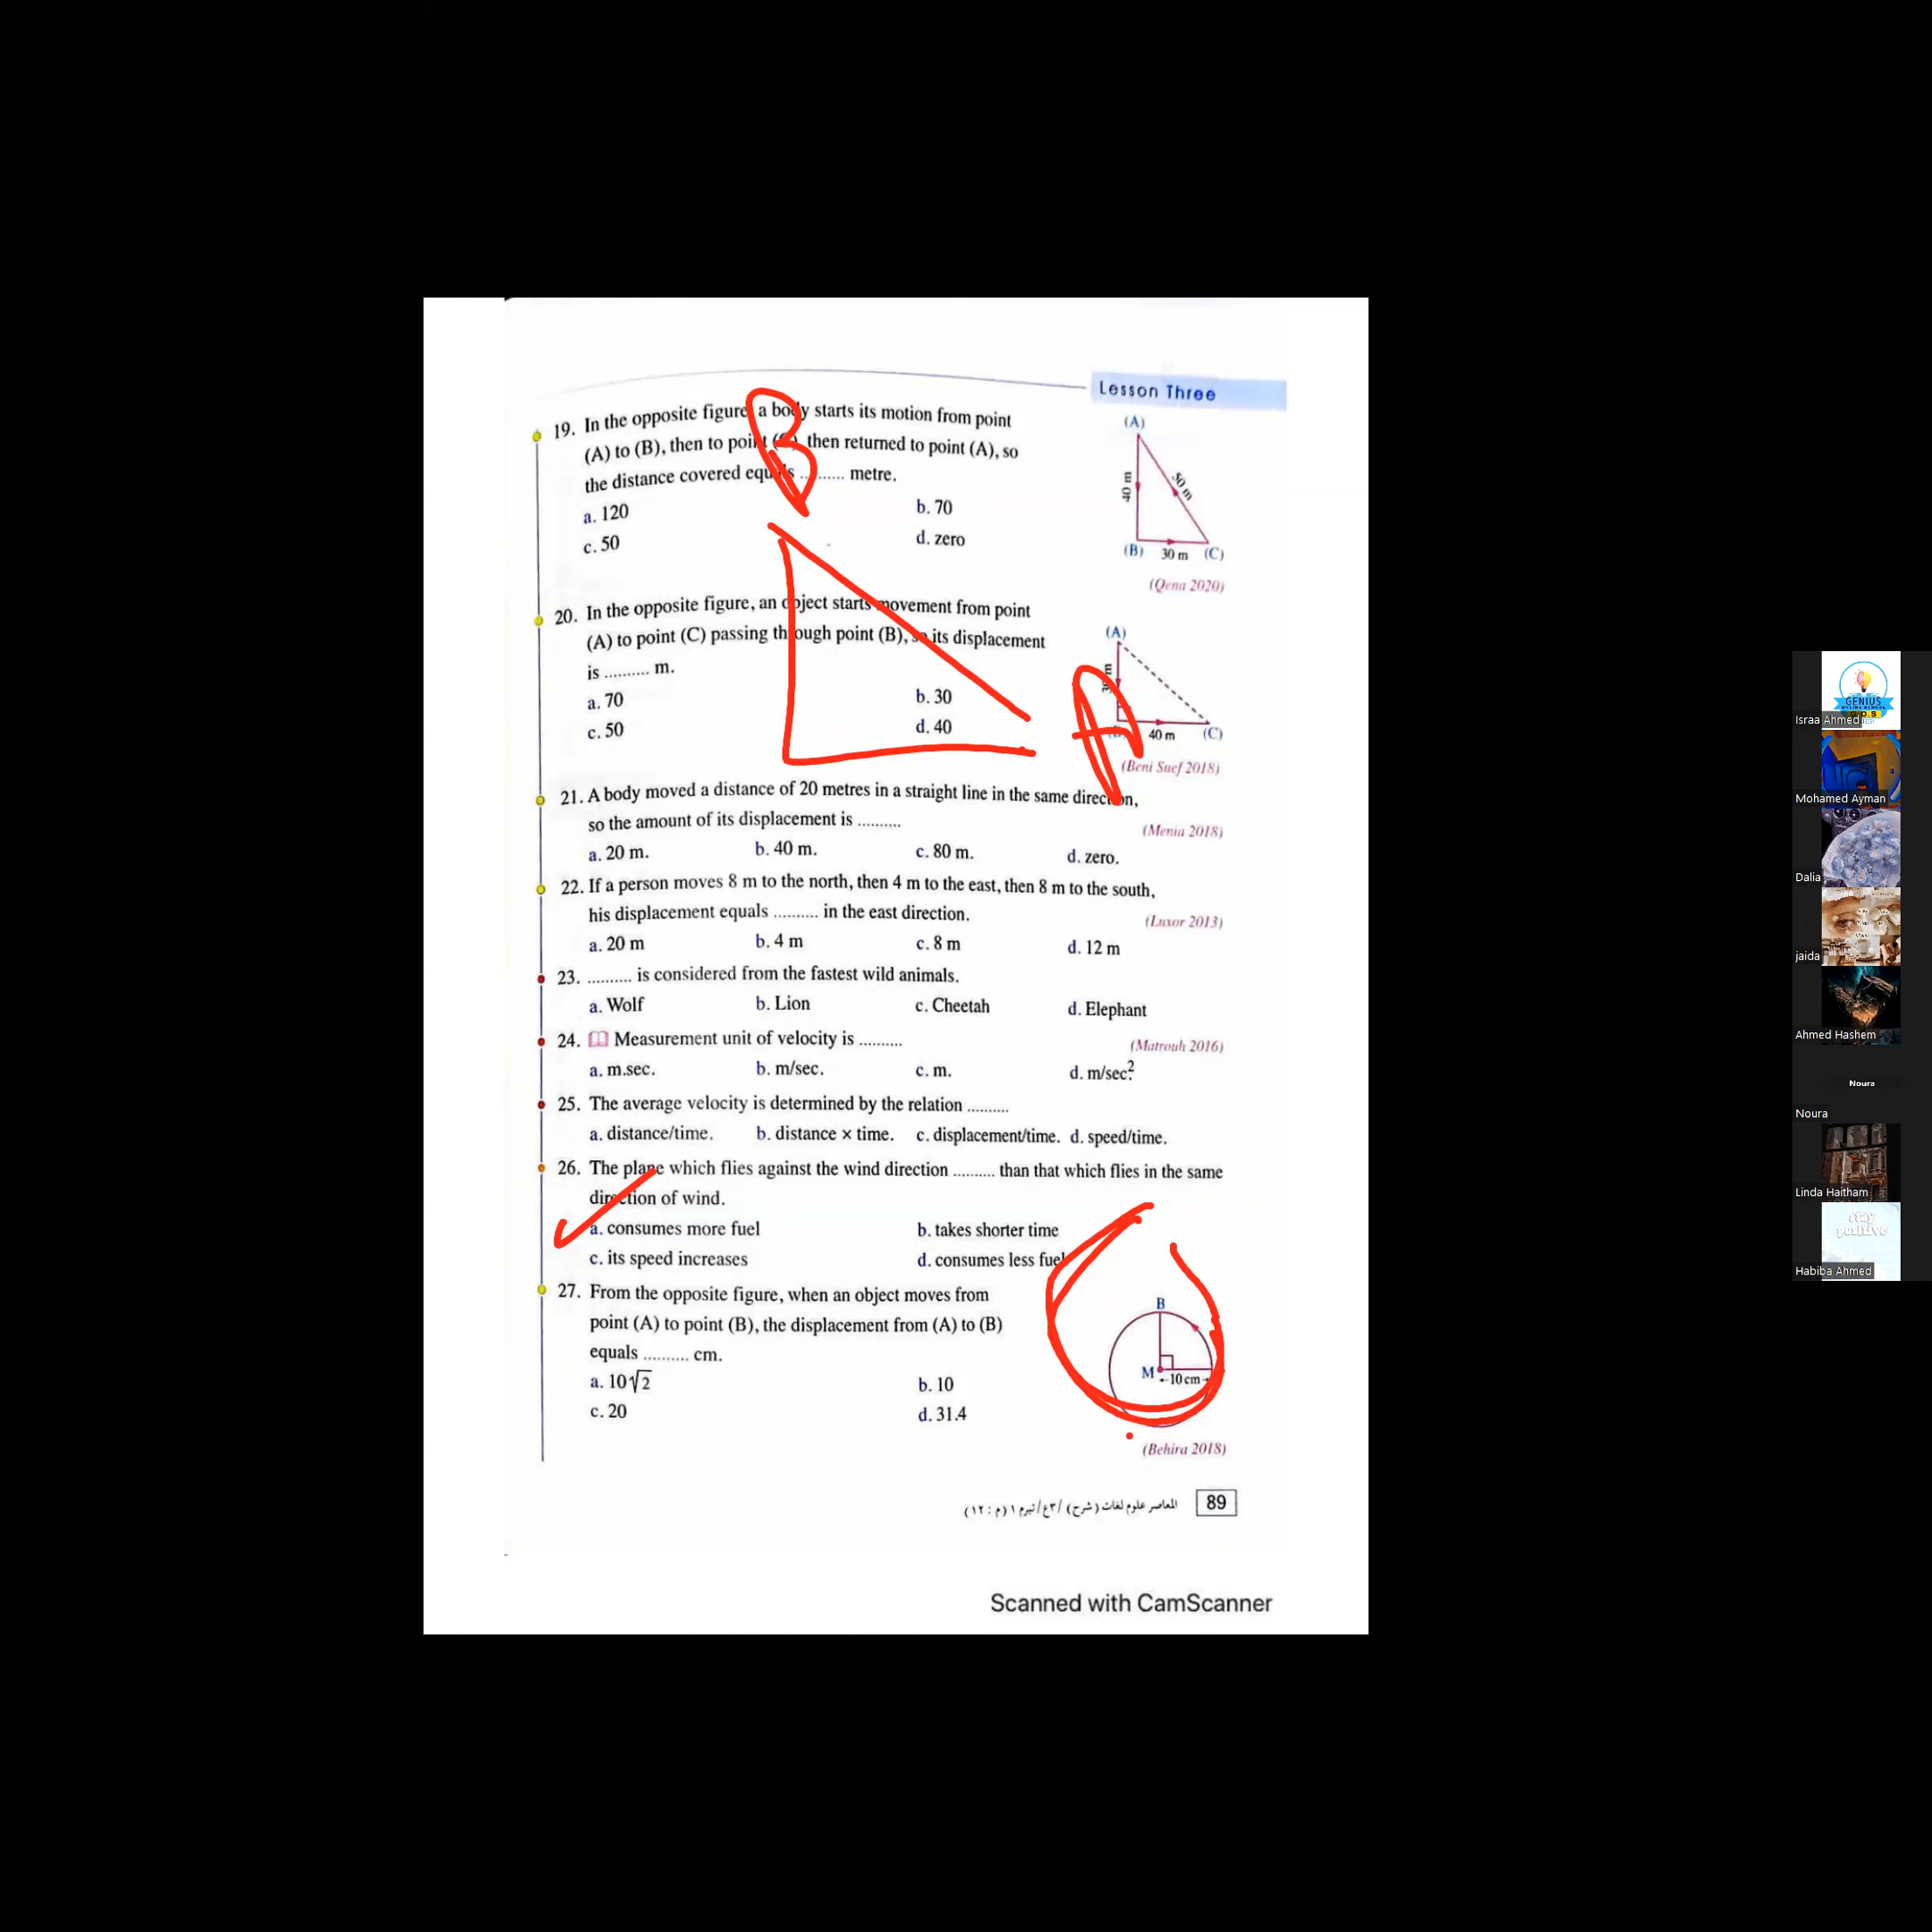 Lesson Three
19. In the opposite figure, a body starts its motion from point
(A) to (B), then to point (C), then returned to point (A), so
the distance covered equals .......... metre.
a. 120 b. 70
c. 50 d. zero
(A)
40 m
50 m
(B) 30 m (C)
(Qena 2020)
20. In the opposite figure, an object starts movement from point
(A) to point (C) passing through point (B), so its displacement
is .......... m.
a. 70 b. 30
c. 50 d. 40
(A)
30 m
40 m (C)
(Beni Suef 2018)
B
A
21. A body moved a distance of 20 metres in a straight line in the same direction,
so the amount of its displacement is ..........
(Menia 2018)
a. 20 m. b. 40 m. c. 80 m. d. zero.
22. If a person moves 8 m to the north, then 4 m to the east, then 8 m to the south,
his displacement equals .......... in the east direction.
(Luxor 2013)
a. 20 m b. 4 m c. 8 m d. 12 m
23. .......... is considered from the fastest wild animals.
a. Wolf b. Lion c. Cheetah d. Elephant
24. Measurement unit of velocity is ..........
(Matrouh 2016)
a. m.sec. b. m/sec. c. m. d. m/sec².
25. The average velocity is determined by the relation ..........
a. distance/time. b. distance × time. c. displacement/time. d. speed/time.
26. The plane which flies against the wind direction .......... than that which flies in the same
direction of wind.
a. consumes more fuel b. takes shorter time
c. its speed increases d. consumes less fuel
27. From the opposite figure, when an object moves from
point (A) to point (B), the displacement from (A) to (B)
equals .......... cm.
a. 10√2 b. 10
c. 20 d. 31.4
B
M 10 cm
(Behira 2018)
المعاصر علوم لغات (شرح) /٣ع/تيرم ١ (م : ١٢) 89
Scanned with CamScanner
GENIUS
G.O.S
Israa Ahmed
Mohamed Ayman
Dalia
jaida
Ahmed Hashem
Noura
Noura
Linda Haitham
stay
positive
Habiba Ahmed